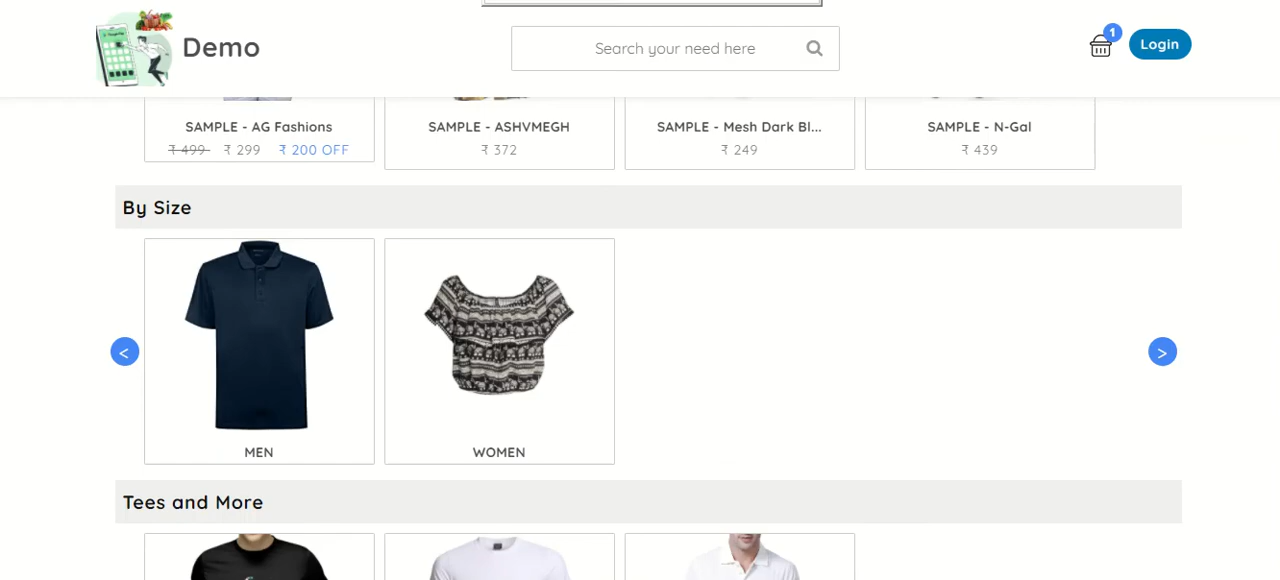 Demo
Search your need here
1
Login
SAMPLE - AG Fashions
₹ 499 ₹ 299 ₹ 200 OFF
SAMPLE - ASHVMEGH
₹ 372
SAMPLE - Mesh Dark Bl...
₹ 249
SAMPLE - N-Gal
₹ 439
By Size
<
>
MEN
WOMEN
Tees and More